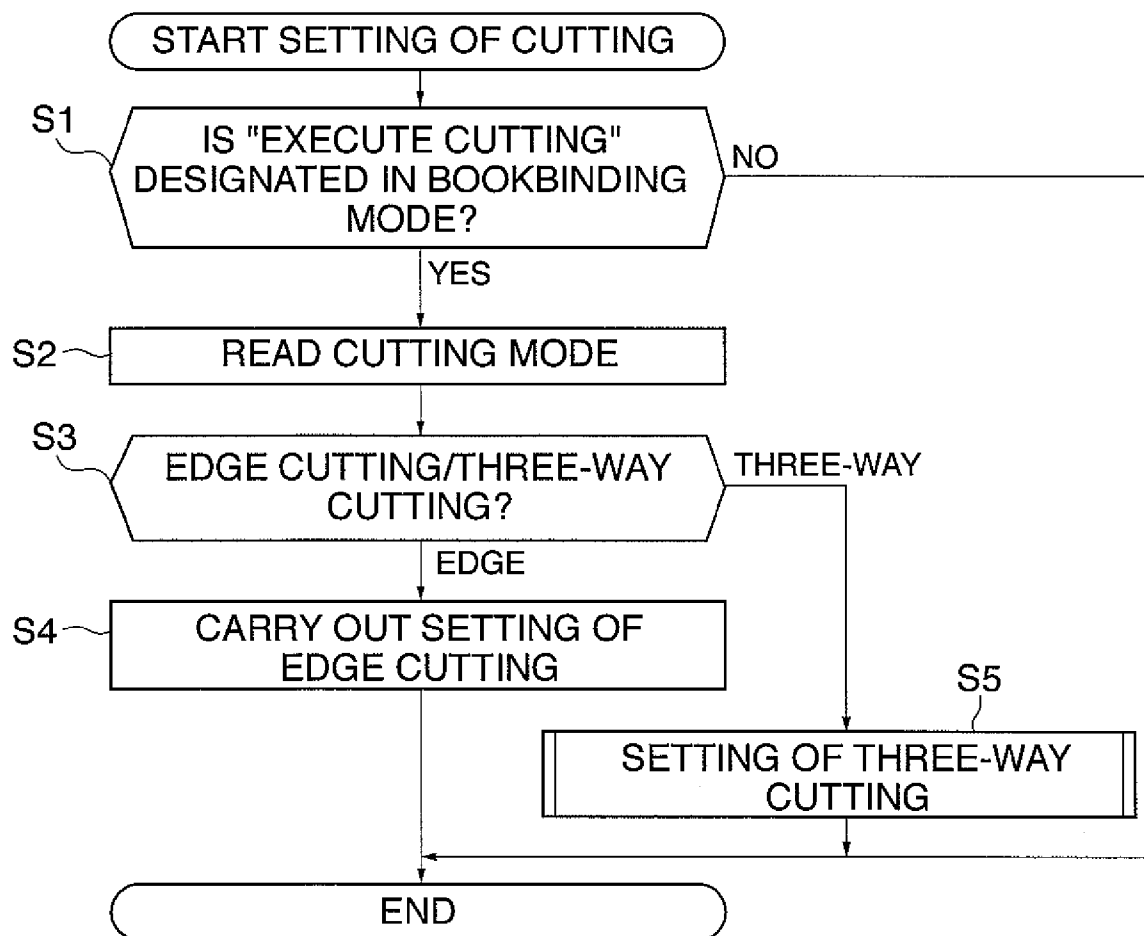 START SETTING OF CUTTING
S1
IS "EXECUTE CUTTING"
DESIGNATED IN BOOKBINDING
MODE?
NO
YES
S2
READ CUTTING MODE
S3
EDGE CUTTING/THREE-WAY
CUTTING?
THREE-WAY
EDGE
S4
CARRY OUT SETTING OF
EDGE CUTTING
S5
SETTING OF THREE-WAY
CUTTING
END